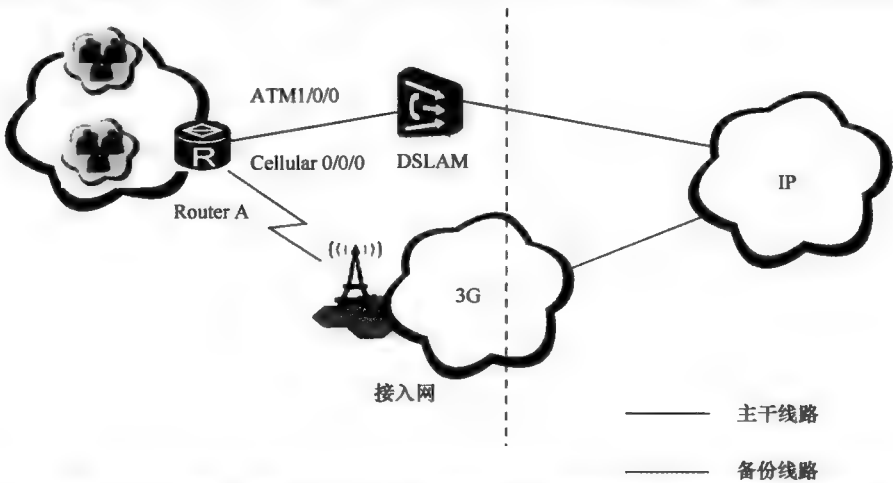 ATM1/0/0
R
Cellular 0/0/0
DSLAM
IP
Router A
3G
接入网
主干线路
备份线路